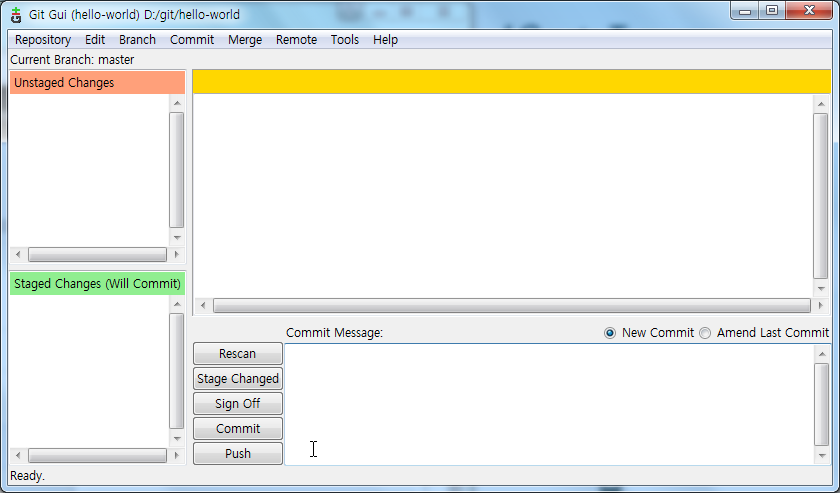 Git Gui (hello-world) D:/git/hello-world
Repository Edit Branch Commit Merge Remote Tools Help
Current Branch: master
Unstaged Changes
Staged Changes (Will Commit)
Commit Message: New Commit Amend Last Commit
Rescan
Stage Changed
Sign Off
Commit
Push
Ready.